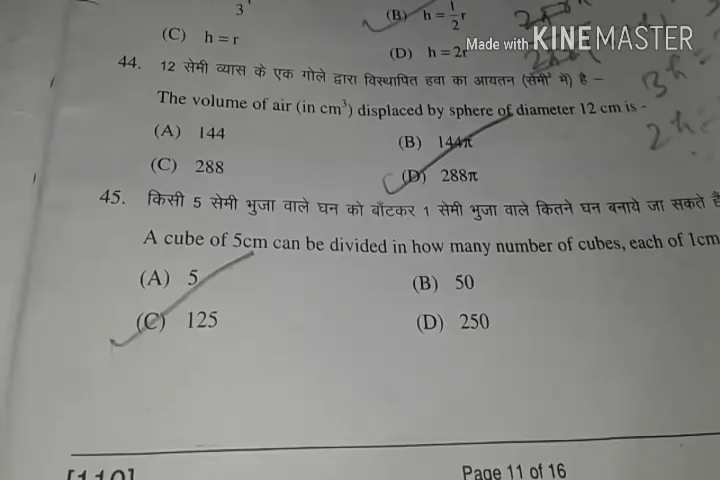 3
(B) h = 1/2 r
(C) h = r
(D) h = 2r
Made with KINEMASTER
44. 12 सेमी व्यास के एक गोले द्वारा विस्थापित हवा का आयतन (सेमी³ में) है –
The volume of air (in cm³) displaced by sphere of diameter 12 cm is -
(A) 144
(B) 144π
(C) 288
(D) 288π
45. किसी 5 सेमी भुजा वाले घन को बाँटकर 1 सेमी भुजा वाले कितने घन बनाये जा सकते हैं
A cube of 5cm can be divided in how many number of cubes, each of 1cm
(A) 5
(B) 50
(C) 125
(D) 250
[110]
Page 11 of 16